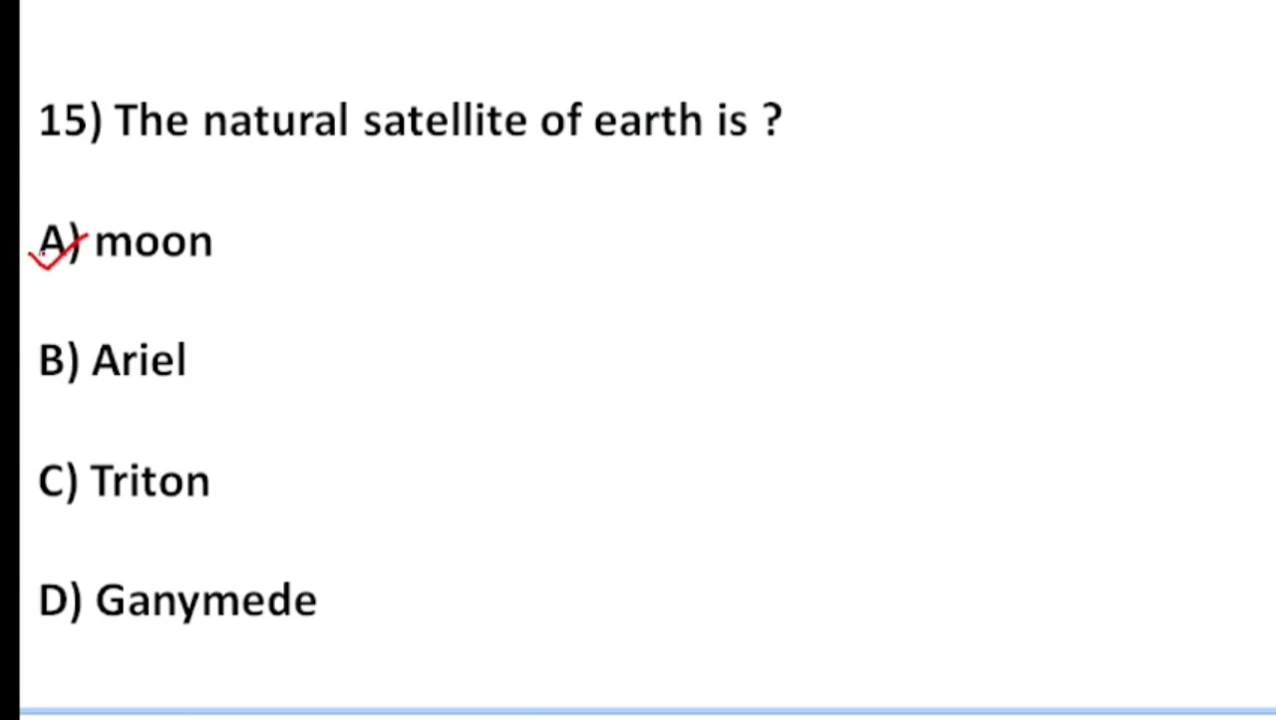 15) The natural satellite of earth is ?
A) moon
B) Ariel
C) Triton
D) Ganymede